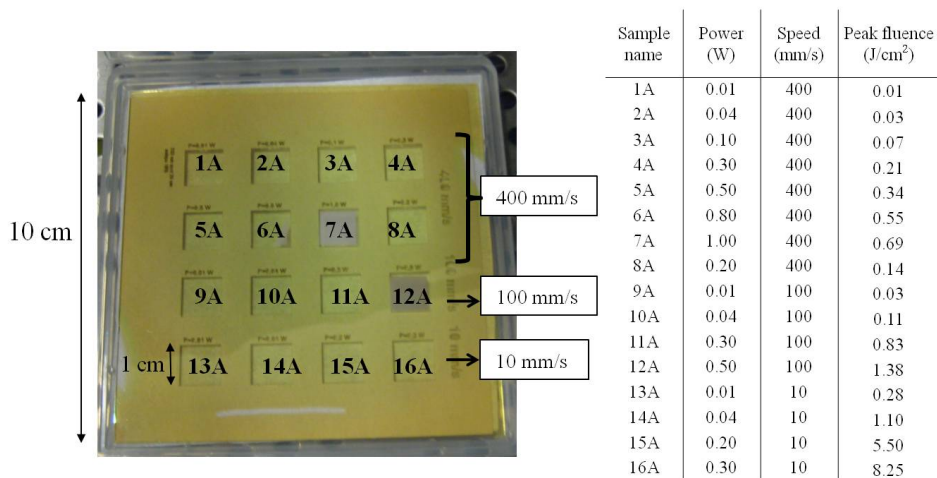 10 cm
1 cm
1A 2A 3A 4A
5A 6A 7A 8A
9A 10A 11A 12A
13A 14A 15A 16A
400 mm/s
100 mm/s
10 mm/s
Sample name Power (W) Speed (mm/s) Peak fluence (J/cm²)
1A 0.01 400 0.01
2A 0.04 400 0.03
3A 0.10 400 0.07
4A 0.30 400 0.21
5A 0.50 400 0.34
6A 0.80 400 0.55
7A 1.00 400 0.69
8A 0.20 400 0.14
9A 0.01 100 0.03
10A 0.04 100 0.11
11A 0.30 100 0.83
12A 0.50 100 1.38
13A 0.01 10 0.28
14A 0.04 10 1.10
15A 0.20 10 5.50
16A 0.30 10 8.25